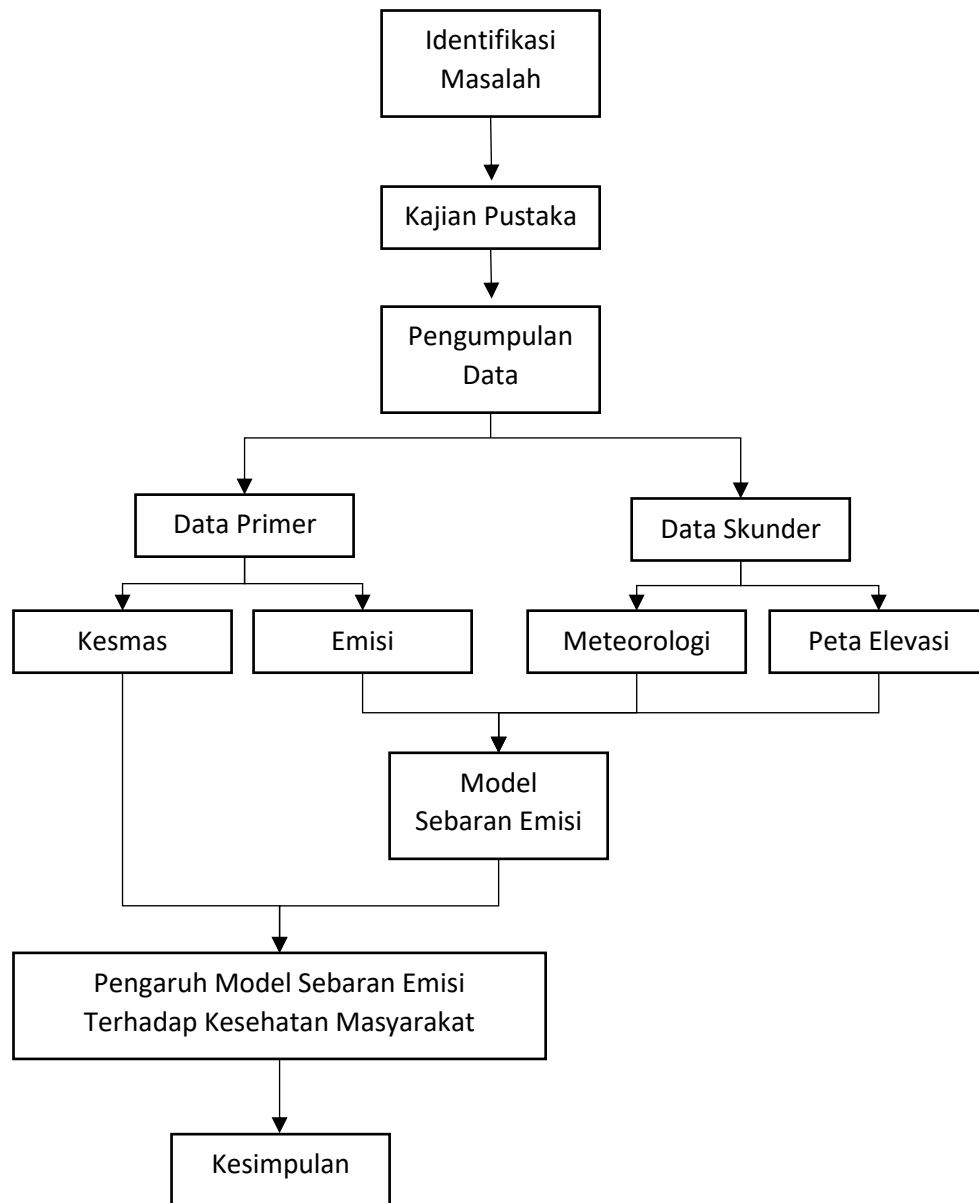 Identifikasi
Masalah
Kajian Pustaka
Pengumpulan
Data
Data Primer
Data Skunder
Kesmas
Emisi
Meteorologi
Peta Elevasi
Model
Sebaran Emisi
Pengaruh Model Sebaran Emisi
Terhadap Kesehatan Masyarakat
Kesimpulan